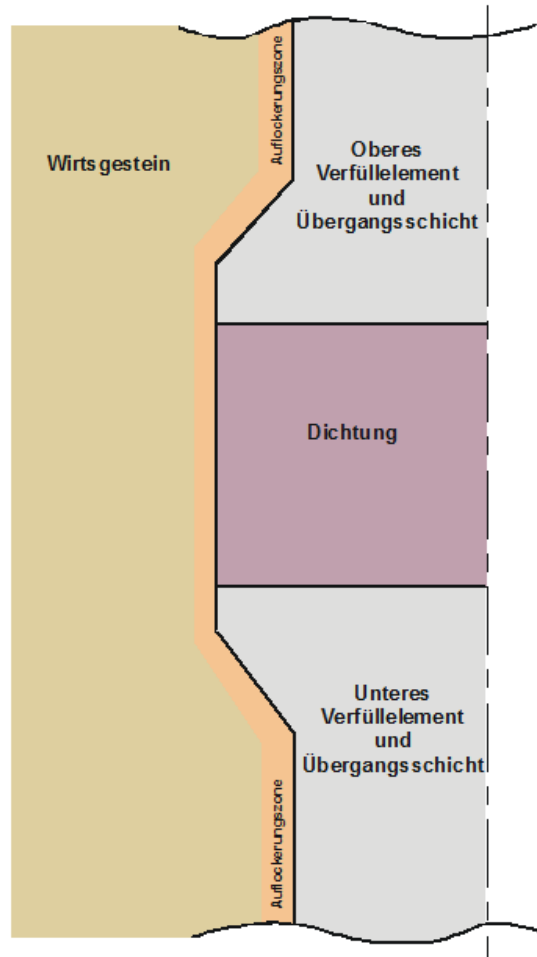 Auflockerungszone
Wirtsgestein
Oberes
Verfüllelement
und
Übergangsschicht
Dichtung
Unteres
Verfüllelement
und
Übergangsschicht
Auflockerungszone